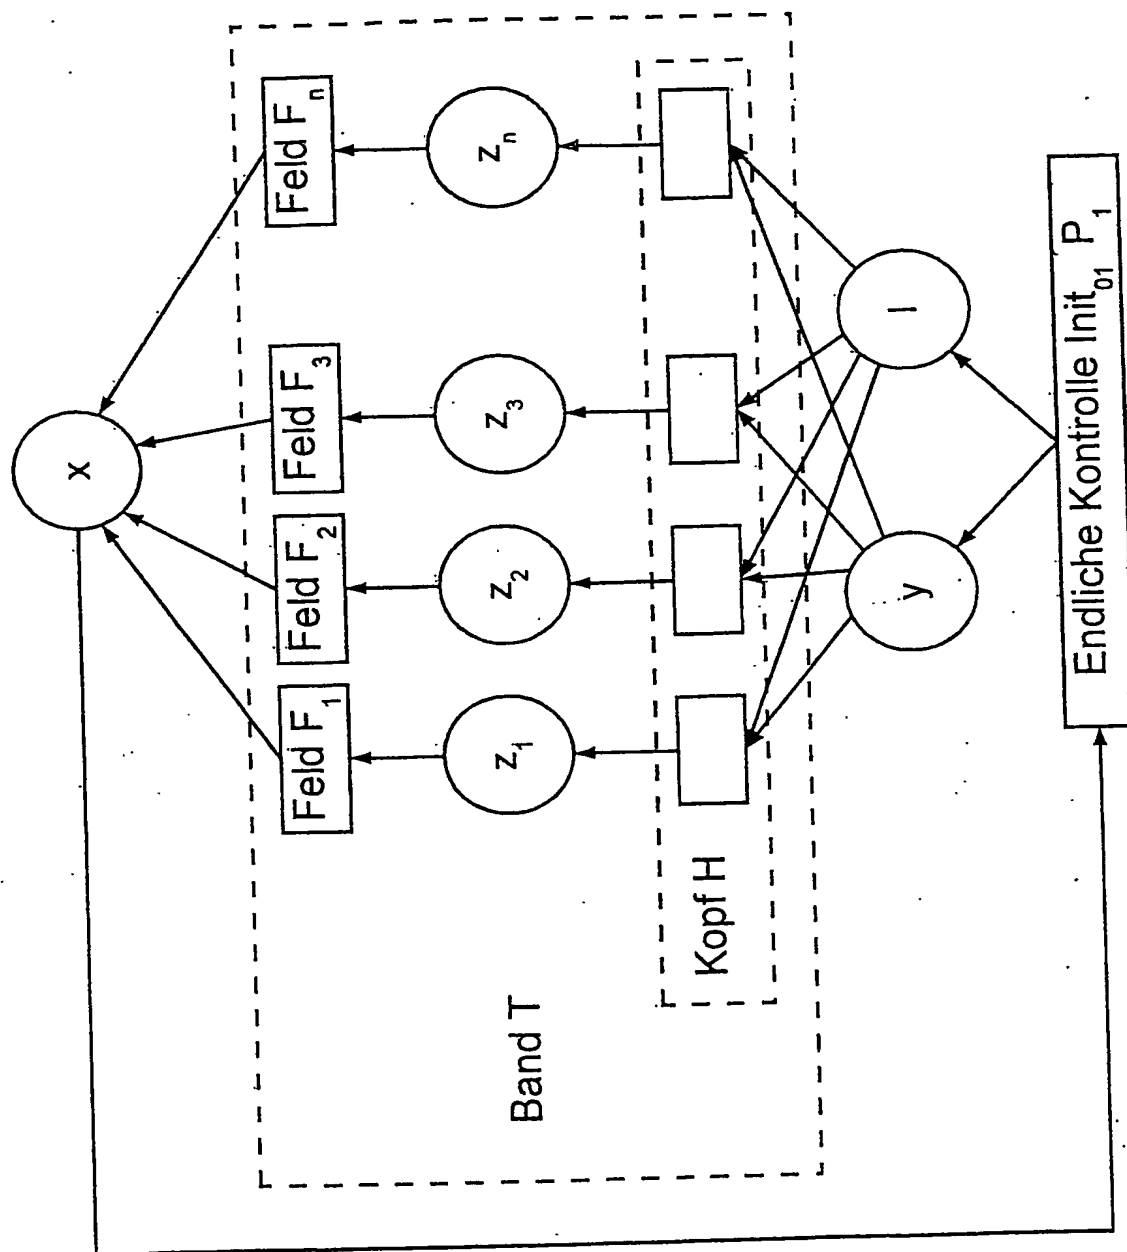 x
Feld F₁
Feld F₂
Feld F₃
Feld Fₙ
z₁
z₂
z₃
zₙ
Band T
Kopf H
y
I
Endliche Kontrolle Init₀₁ P₁